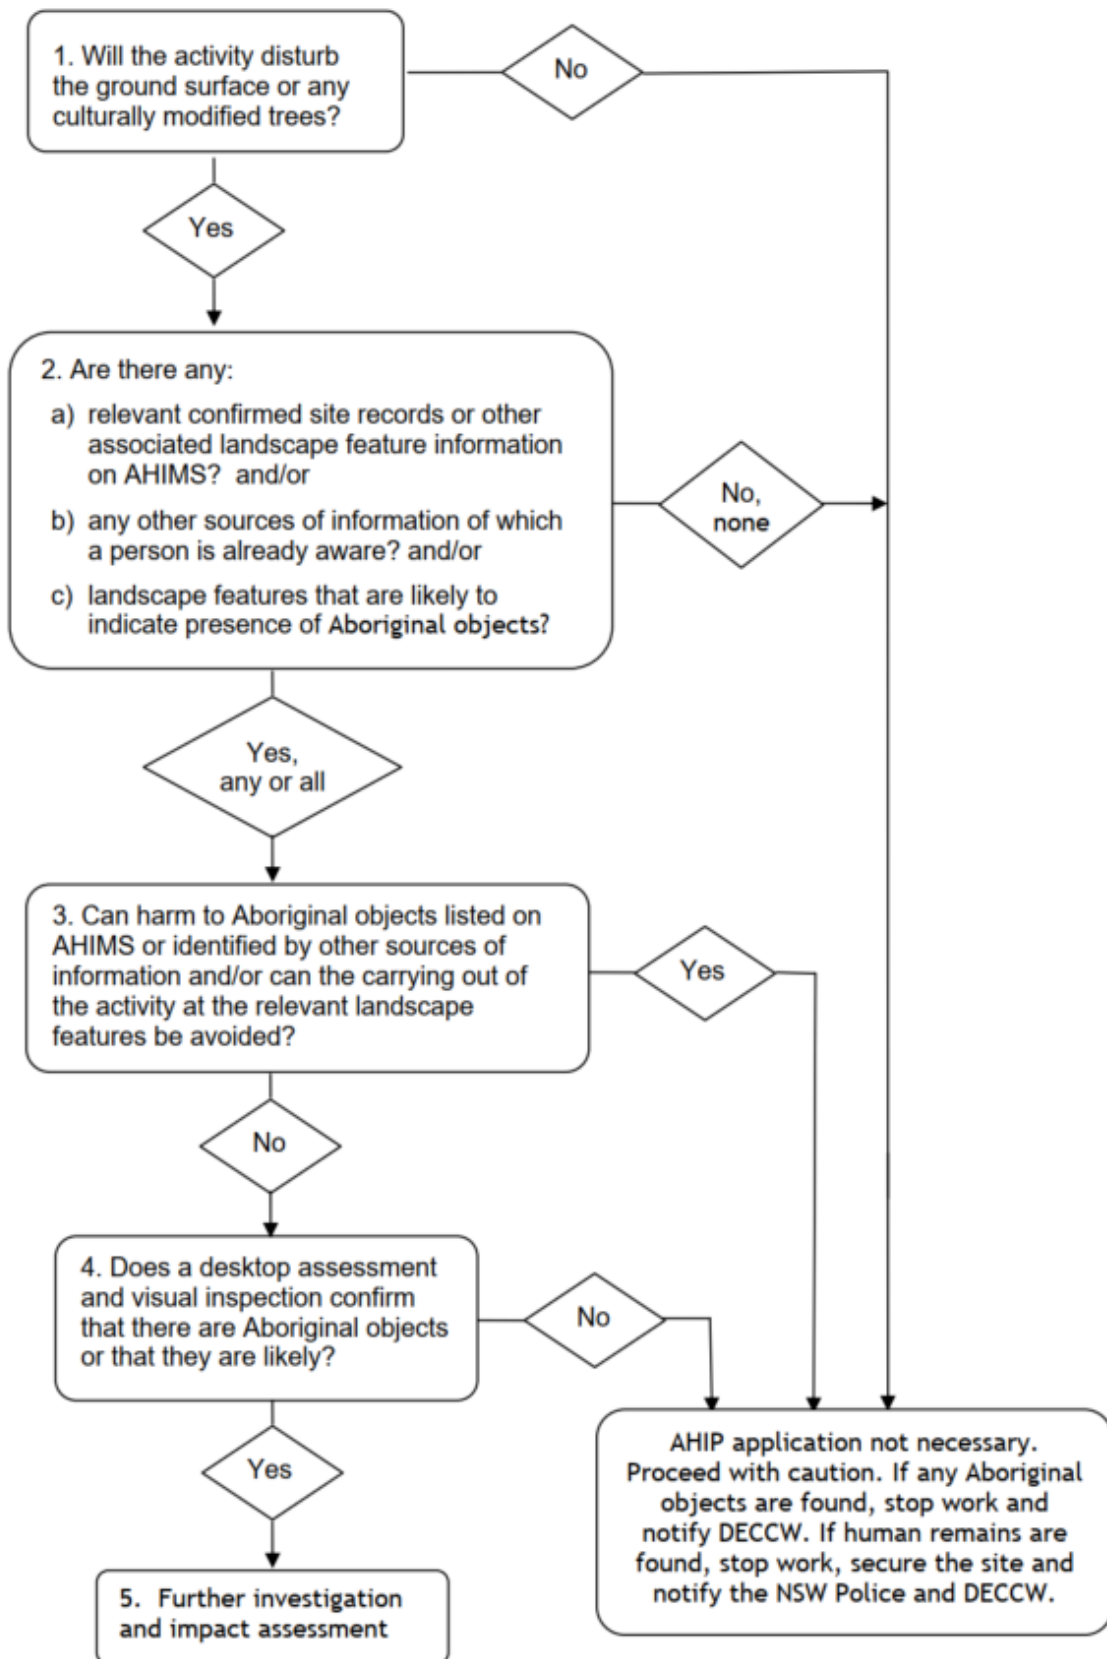 1. Will the activity disturb
the ground surface or any
culturally modified trees?
No
Yes
2. Are there any:
a) relevant confirmed site records or other
associated landscape feature information
on AHIMS? and/or
b) any other sources of information of which
a person is already aware? and/or
c) landscape features that are likely to
indicate presence of Aboriginal objects?
No,
none
Yes,
any or all
3. Can harm to Aboriginal objects listed on
AHIMS or identified by other sources of
information and/or can the carrying out of
the activity at the relevant landscape
features be avoided?
Yes
No
4. Does a desktop assessment
and visual inspection confirm
that there are Aboriginal objects
or that they are likely?
No
Yes
AHIP application not necessary.
Proceed with caution. If any Aboriginal
objects are found, stop work and
notify DECCW. If human remains are
found, stop work, secure the site and
notify the NSW Police and DECCW.
5. Further investigation
and impact assessment